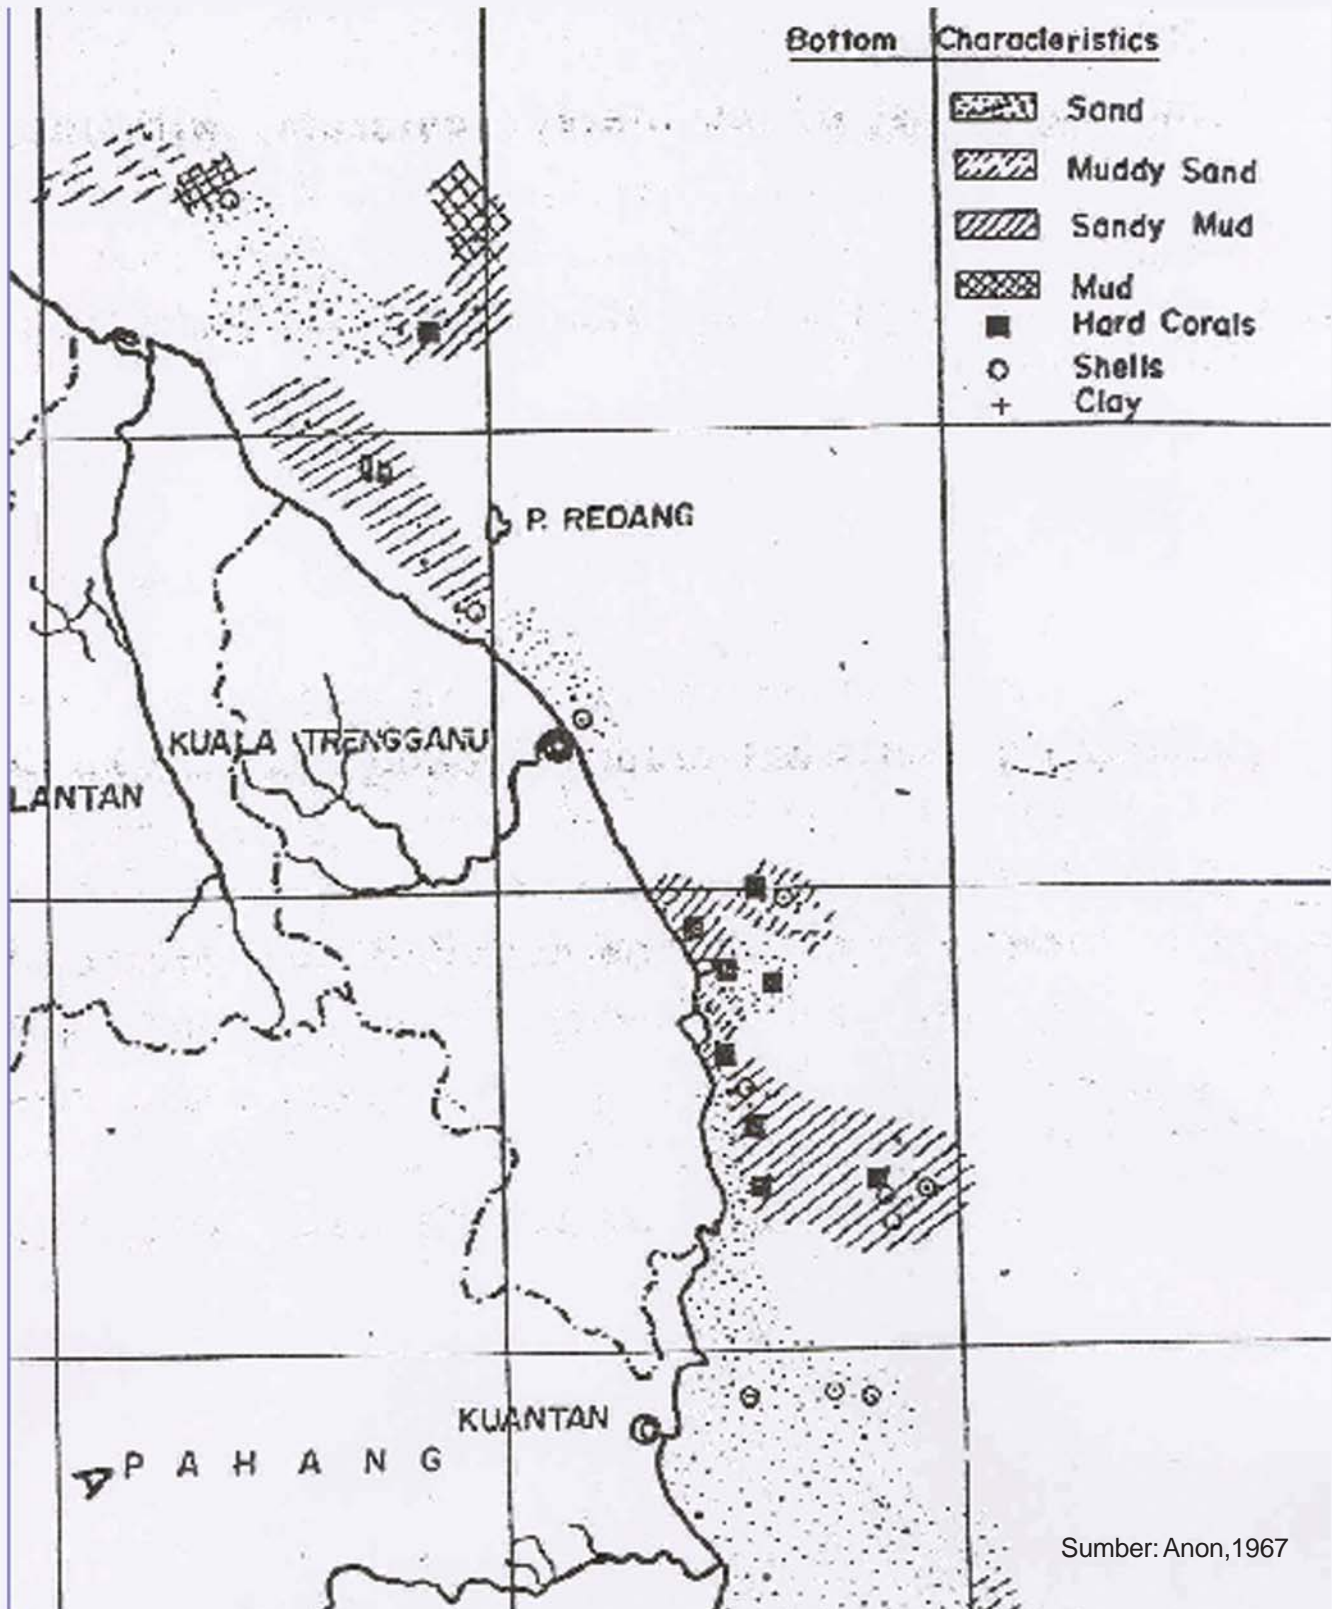 Bottom Characteristics
Sand
Muddy Sand
Sandy Mud
Mud
Hard Corals
Shells
Clay
P. REDANG
KUALA TRENGGANU
LANTAN
KUANTAN
PAHANG
Sumber: Anon,1967